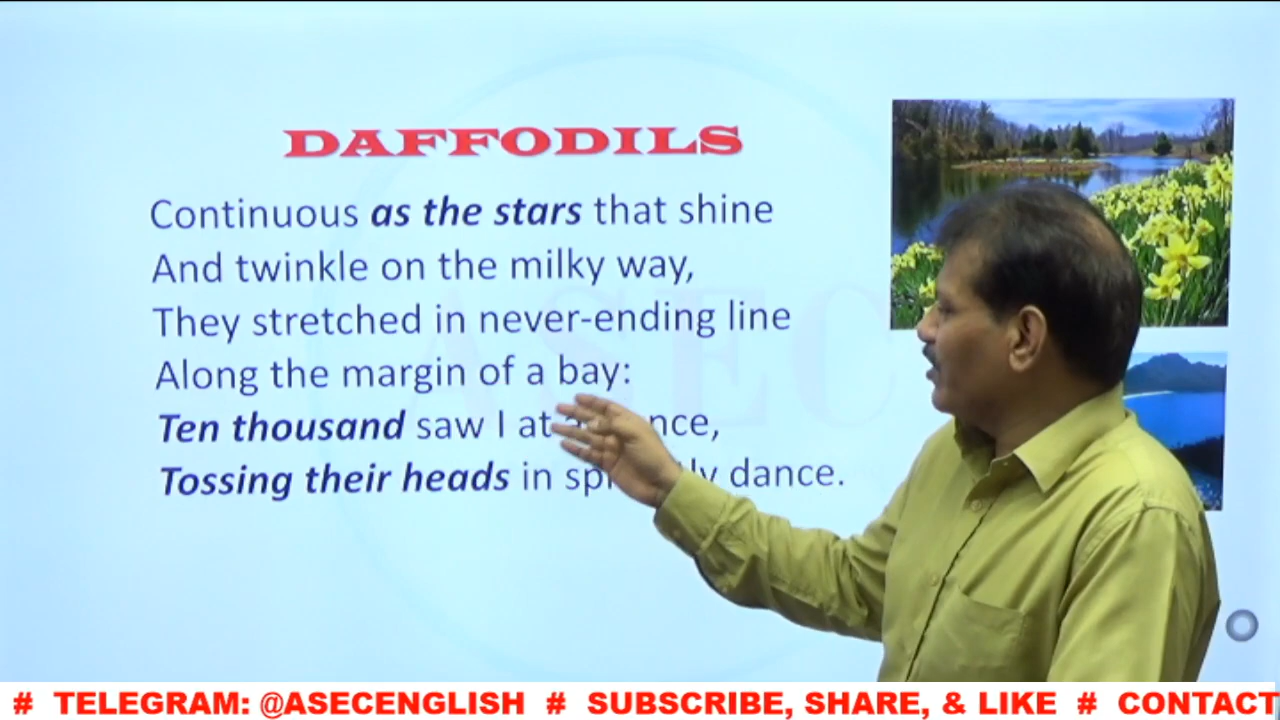 DAFFODILS
Continuous as the stars that shine
And twinkle on the milky way,
They stretched in never-ending line
Along the margin of a bay:
Ten thousand saw I at
Tossing their heads in dance.
ASEC
# TELEGRAM: @ASECENGLISH # SUBSCRIBE, SHARE, & LIKE # CONTACT